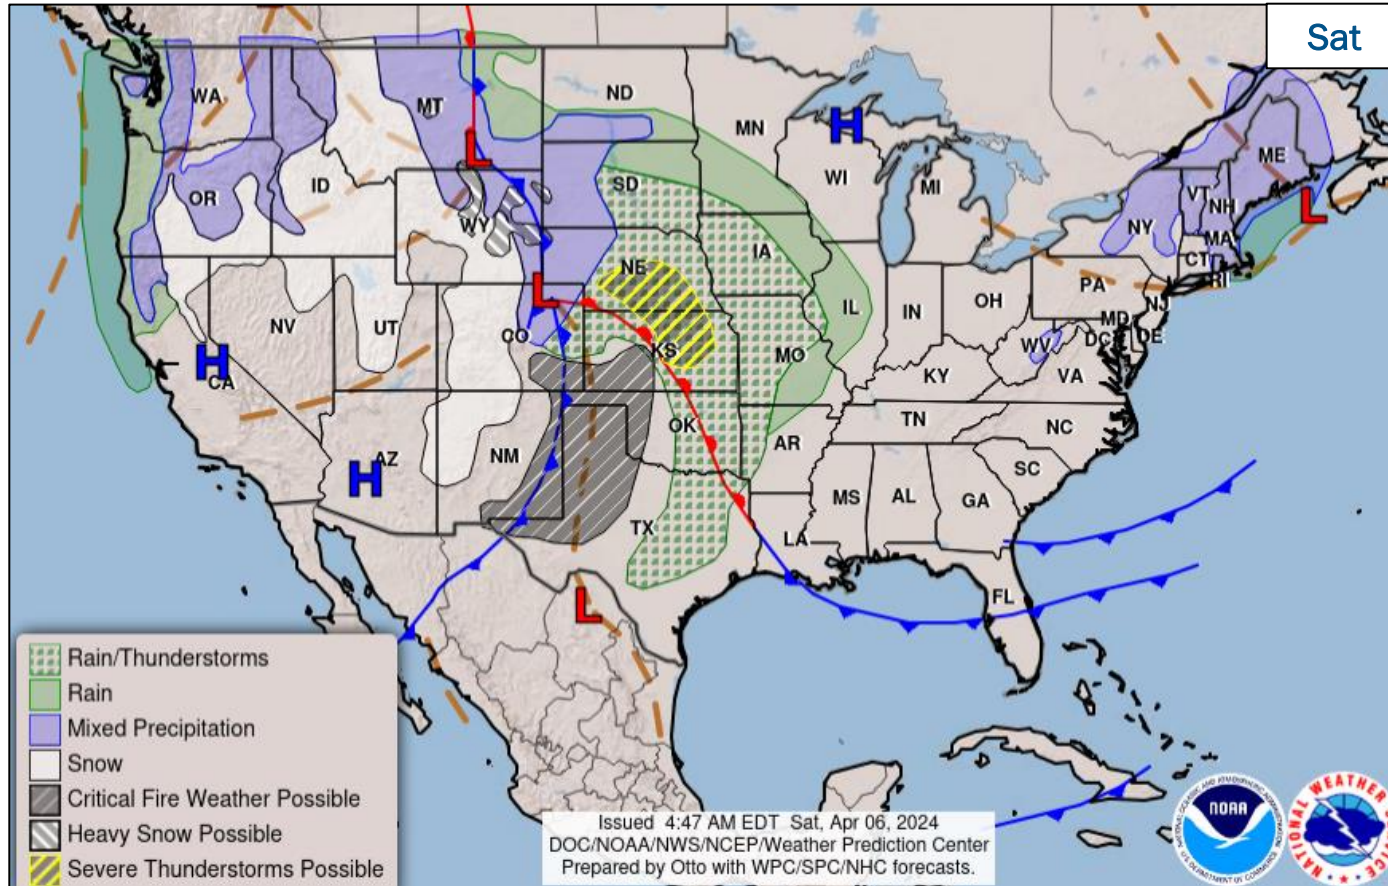 Sat
WA
MT
ND
MN
ME
OR
ID
WY
SD
WI
MI
VT
NH
NY
MA
CT
RI
NE
IA
PA
NJ
NV
UT
CO
KS
IL
IN
OH
MD
DE
DC
WV
MO
VA
CA
KY
AZ
NM
OK
AR
TN
NC
SC
TX
MS
AL
GA
LA
FL
H
H
H
L
L
L
L
Rain/Thunderstorms
Rain
Mixed Precipitation
Snow
Critical Fire Weather Possible
Heavy Snow Possible
Severe Thunderstorms Possible
Issued 4:47 AM EDT Sat, Apr 06, 2024
DOC/NOAA/NWS/NCEP/Weather Prediction Center
Prepared by Otto with WPC/SPC/NHC forecasts.
NOAA
NATIONAL WEATHER